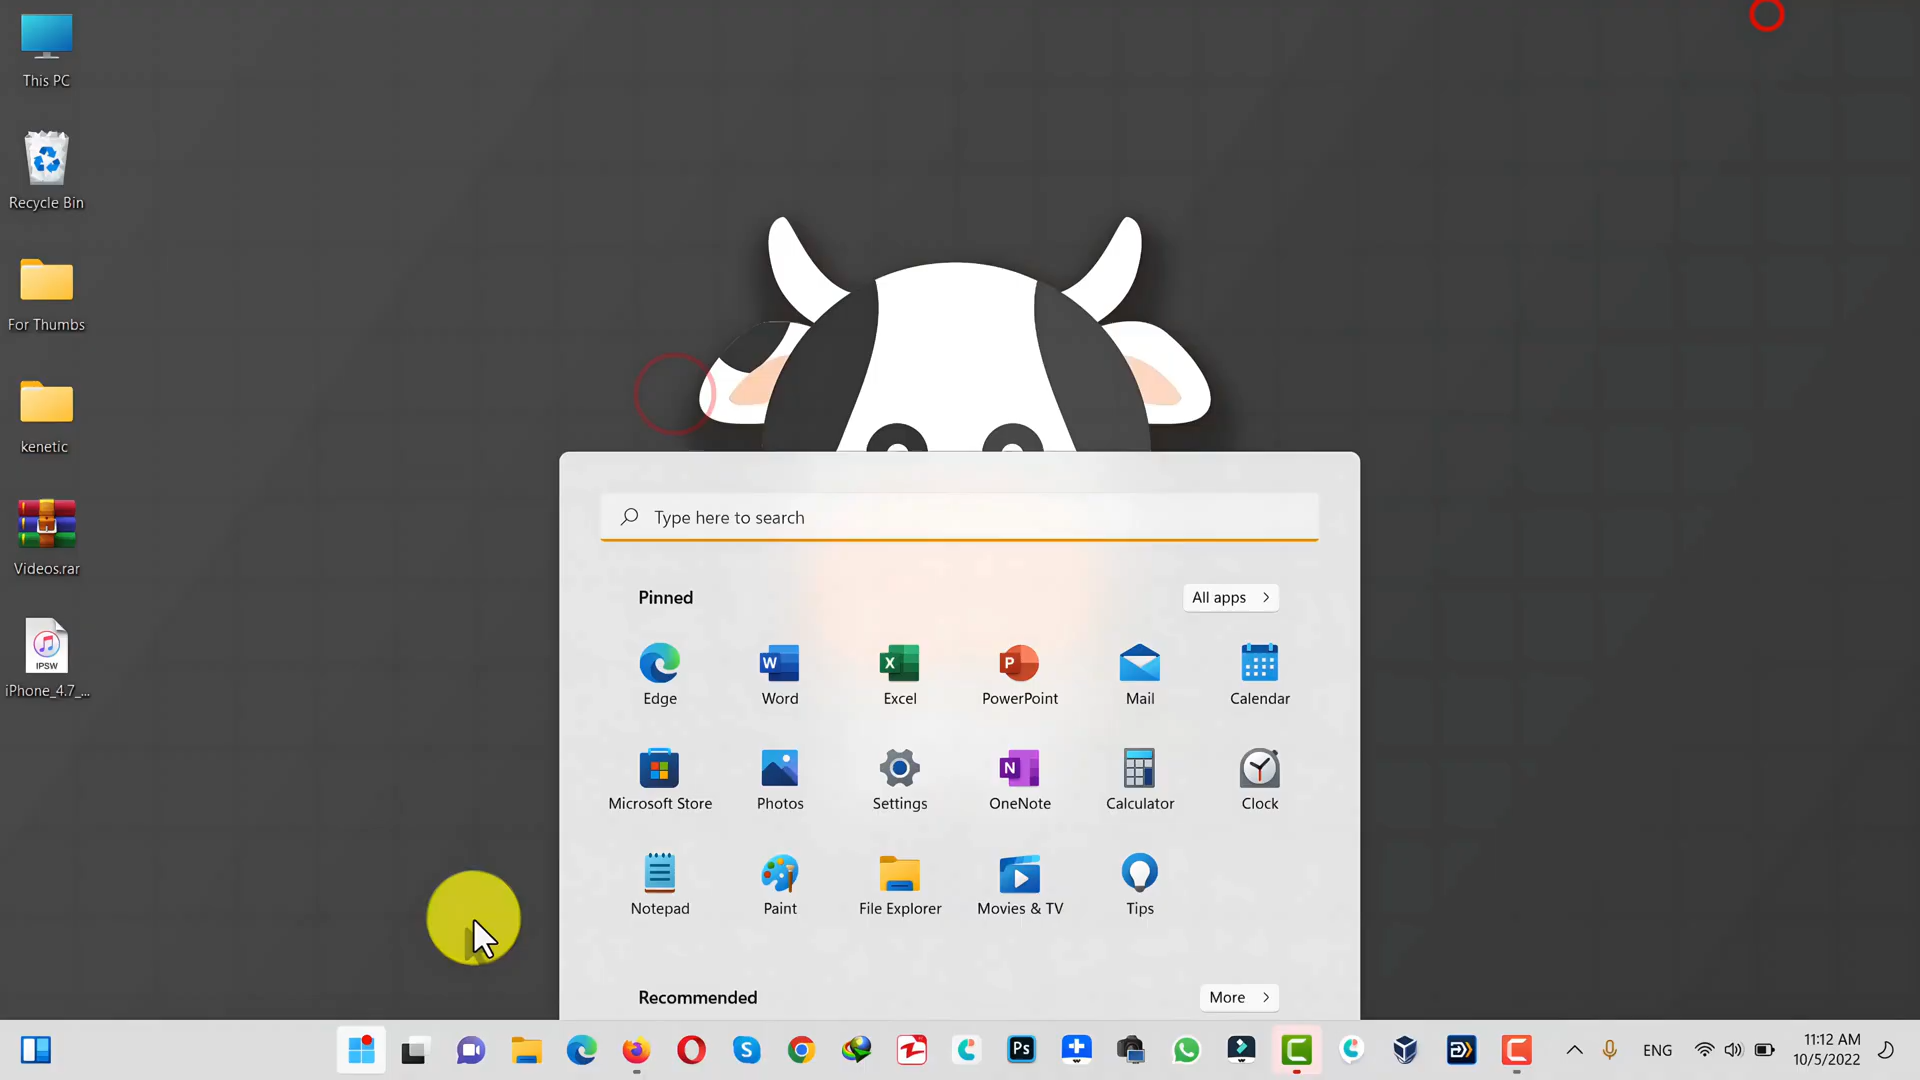 This PC
Recycle Bin
For Thumbs
kenetic
Videos.rar
IPSW
iPhone_4.7_...
Type here to search
Pinned
All apps
Edge
Word
Excel
PowerPoint
Mail
Calendar
Microsoft Store
Photos
Settings
OneNote
Calculator
Clock
Notepad
Paint
File Explorer
Movies & TV
Tips
Recommended
More
Ps
ENG
11:12 AM
10/5/2022